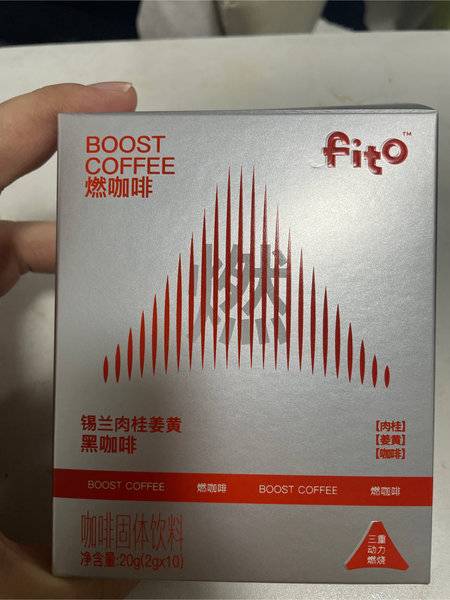 BOOST
COFFEE
燃咖啡
fito™
燃
锡兰肉桂姜黄
黑咖啡
【肉桂】
【姜黄】
【咖啡】
BOOST COFFEE 燃咖啡 BOOST COFFEE 燃咖啡
咖啡固体饮料
净含量:20g(2gx10)
三重
动力
燃烧